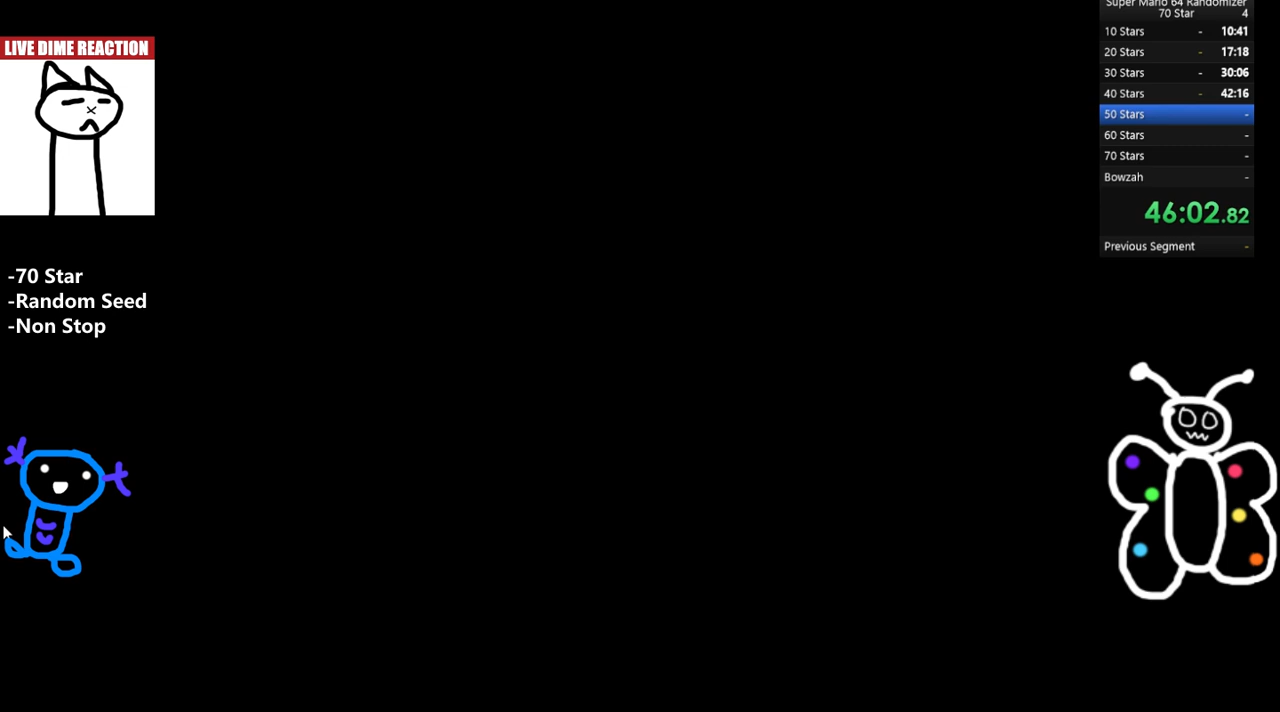 LIVE DIME REACTION
-70 Star
-Random Seed
-Non Stop
Super Mario 64 Randomizer
70 Star 4
10 Stars - 10:41
20 Stars - 17:18
30 Stars - 30:06
40 Stars - 42:16
50 Stars -
60 Stars -
70 Stars -
Bowzah -
46:02.82
Previous Segment -